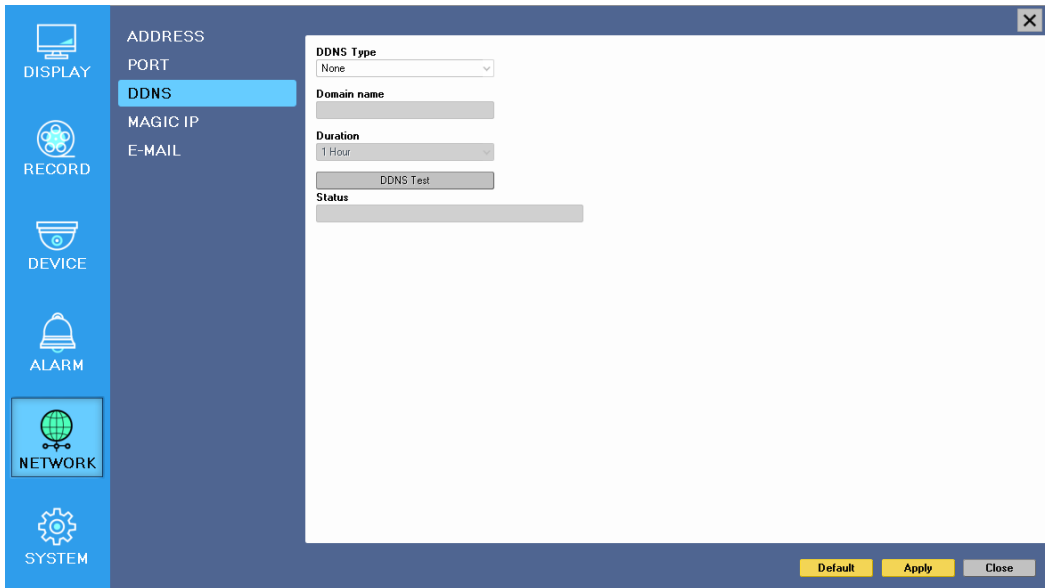 DISPLAY
RECORD
DEVICE
ALARM
NETWORK
SYSTEM
ADDRESS
PORT
DDNS
MAGIC IP
E-MAIL
DDNS Type
None
Domain name
Duration
1 Hour
DDNS Test
Status
Default Apply Close